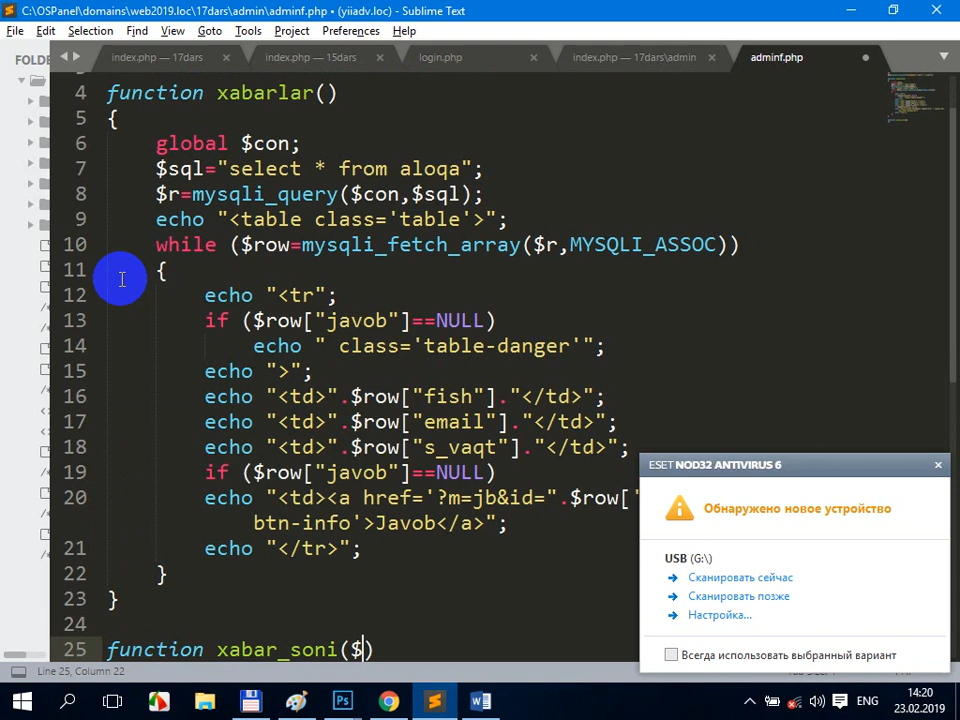 C:\OSPanel\domains\web2019.loc\17dars\admin\adminf.php • (yiiadv.loc) - Sublime Text
File Edit Selection Find View Goto Tools Project Preferences Help
FOLDE
index.php — 17dars
index.php — 15dars
login.php
index.php — 17dars\admin
adminf.php
4 function xabarlar()
5 {
6 global $con;
7 $sql="select * from aloqa";
8 $r=mysqli_query($con,$sql);
9 echo "<table class='table'>";
10 while ($row=mysqli_fetch_array($r,MYSQLI_ASSOC))
11 {
12 echo "<tr";
13 if ($row["javob"]==NULL)
14 echo " class='table-danger'";
15 echo ">";
16 echo "<td>".$row["fish"]."</td>";
17 echo "<td>".$row["email"]."</td>";
18 echo "<td>".$row["s_vaqt"]."</td>";
19 if ($row["javob"]==NULL)
20 echo "<td><a href='?m=jb&id=".$row['
btn-info'>Javob</a>";
21 echo "</tr>";
22 }
23 }
24
25 function xabar_soni($)
ESET NOD32 ANTIVIRUS 6
Обнаружено новое устройство
USB (G:\)
Сканировать сейчас
Сканировать позже
Настройка...
Всегда использовать выбранный вариант
Line 25, Column 22
ENG
14:20
23.02.2019